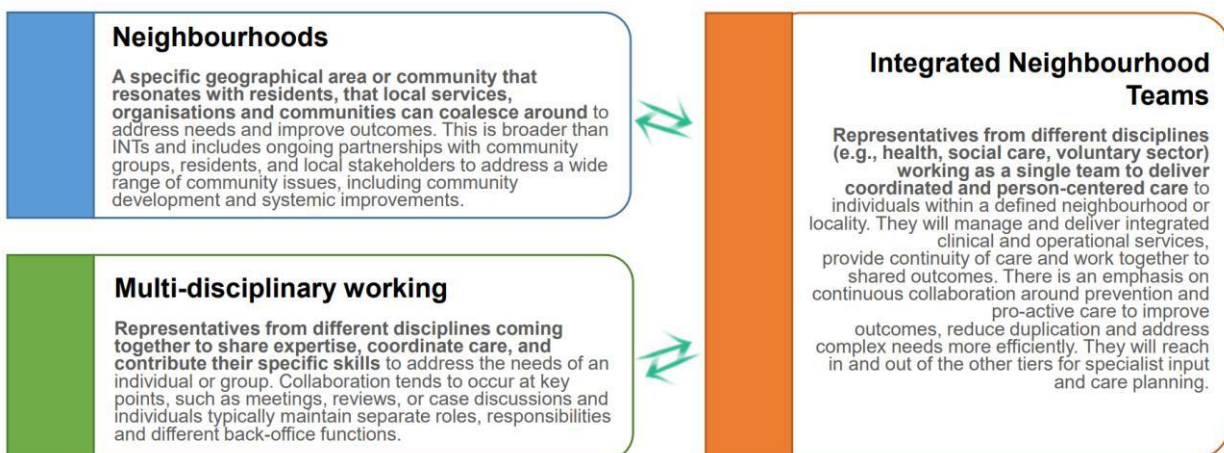 Neighbourhoods
A specific geographical area or community that
resonates with residents, that local services,
organisations and communities can coalesce around to
address needs and improve outcomes. This is broader than
INTs and includes ongoing partnerships with community
groups, residents, and local stakeholders to address a wide
range of community issues, including community
development and systemic improvements.
Multi-disciplinary working
Representatives from different disciplines coming
together to share expertise, coordinate care, and
contribute their specific skills to address the needs of an
individual or group. Collaboration tends to occur at key
points, such as meetings, reviews, or case discussions and
individuals typically maintain separate roles, responsibilities
and different back-office functions.
Integrated Neighbourhood
Teams
Representatives from different disciplines
(e.g., health, social care, voluntary sector)
working as a single team to deliver
coordinated and person-centered care to
individuals within a defined neighbourhood or
locality. They will manage and deliver integrated
clinical and operational services,
provide continuity of care and work together to
shared outcomes. There is an emphasis on
continuous collaboration around prevention and
pro-active care to improve
outcomes, reduce duplication and address
complex needs more efficiently. They will reach
in and out of the other tiers for specialist input
and care planning.